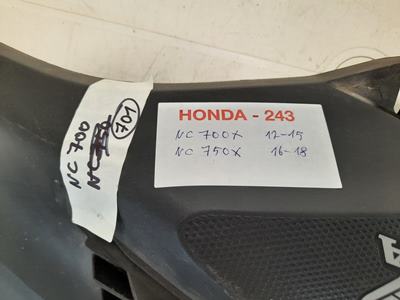 NC 700
701
HONDA - 243
NC 700X 12-15
NC 750X 16-18